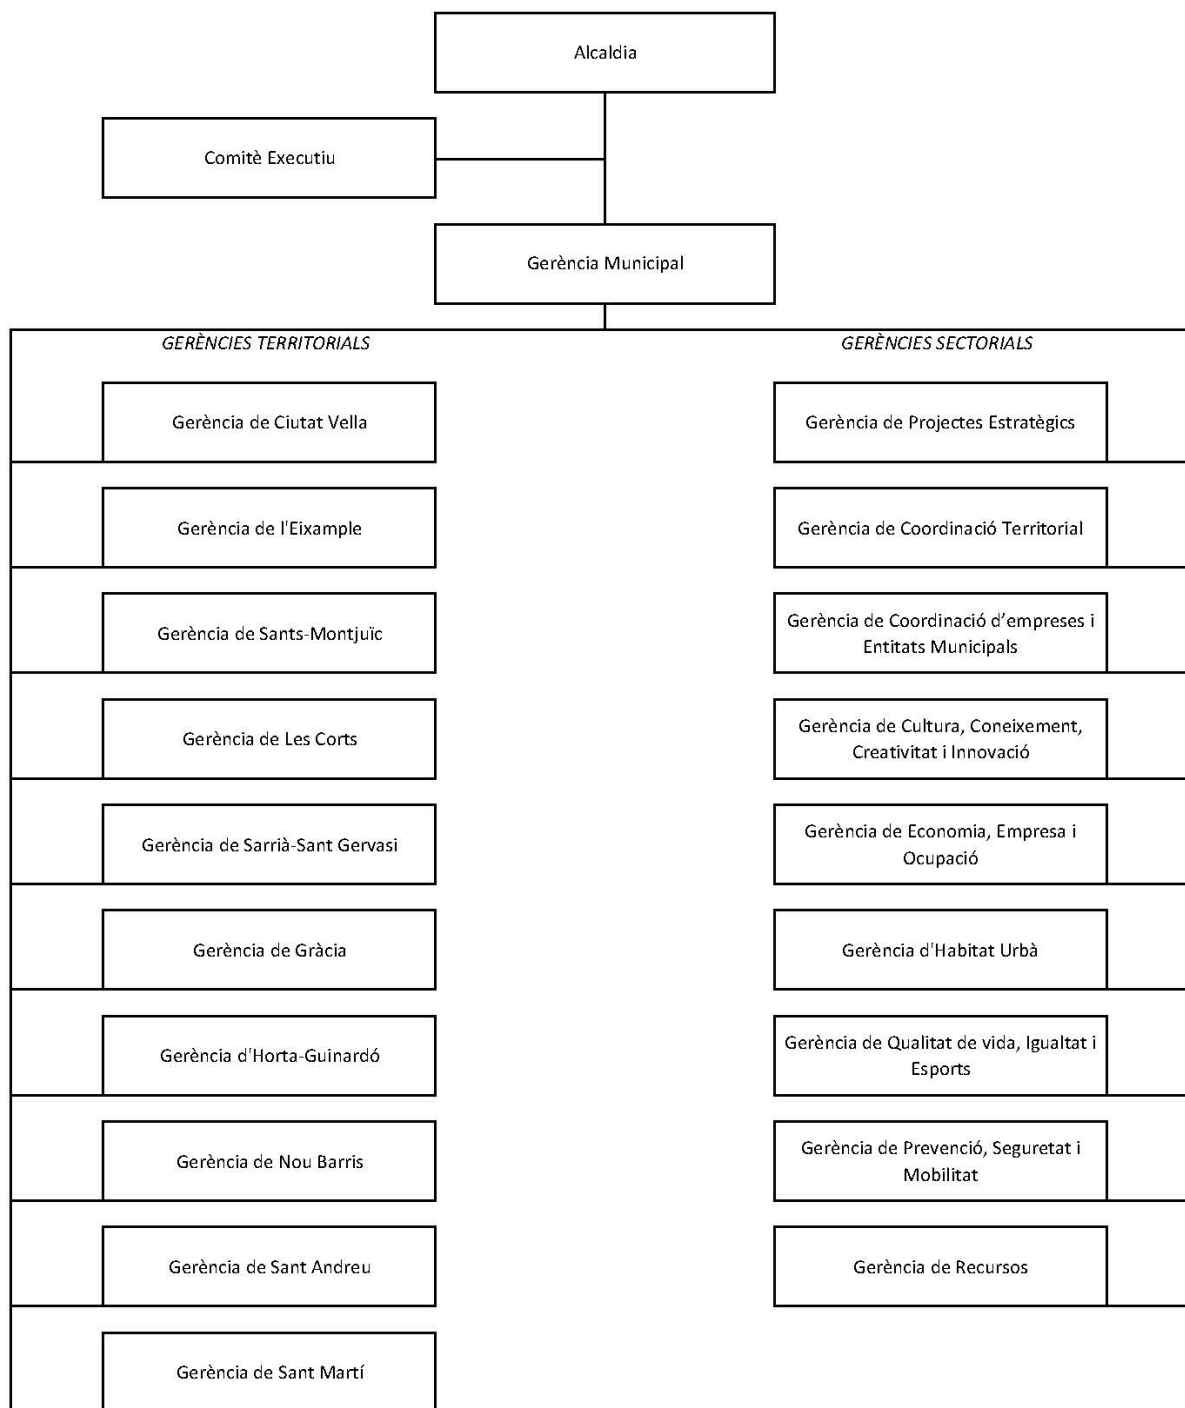 Alcaldia
Comitè Executiu
Gerència Municipal
GERÈNCIES TERRITORIALS
Gerència de Ciutat Vella
Gerència de l'Eixample
Gerència de Sants-Montjuïc
Gerència de Les Corts
Gerència de Sarrià-Sant Gervasi
Gerència de Gràcia
Gerència d'Horta-Guinardó
Gerència de Nou Barris
Gerència de Sant Andreu
Gerència de Sant Martí
GERÈNCIES SECTORIALS
Gerència de Projectes Estratègics
Gerència de Coordinació Territorial
Gerència de Coordinació d’empreses i
Entitats Municipals
Gerència de Cultura, Coneixement,
Creativitat i Innovació
Gerència de Economia, Empresa i
Ocupació
Gerència d'Habitat Urbà
Gerència de Qualitat de vida, Igualtat i
Esports
Gerència de Prevenció, Seguretat i
Mobilitat
Gerència de Recursos